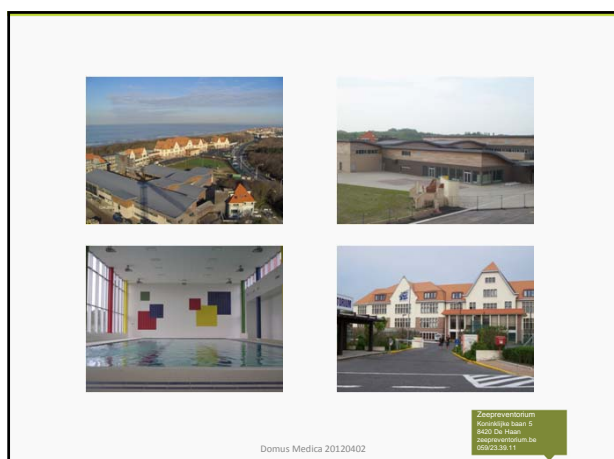 Domus Medica 20120402
Zeepreventorium
Koninklijke baan 5
8420 De Haan
zeepreventorium.be
059/23.39.11